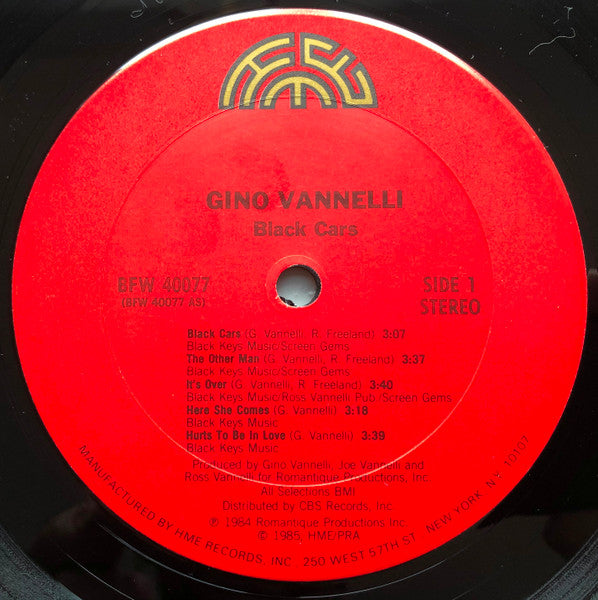 HME
GINO VANNELLI
Black Cars
BFW 40077
(BFW 40077 AS)
SIDE 1
STEREO
Black Cars (G. Vannelli, R. Freeland) 3:07
Black Keys Music/Screen Gems
The Other Man (G. Vannelli, R. Freeland) 3:37
Black Keys Music/Screen Gems
It's Over (G. Vannelli, R. Freeland) 3:40
Black Keys Music/Ross Vannelli Pub./Screen Gems
Here She Comes (G. Vannelli) 3:18
Black Keys Music
Hurts To Be in Love (G. Vannelli) 3:39
Black Keys Music
Produced by Gino Vannelli, Joe Vannelli and
Ross Vannelli for Romantique Productions, Inc.
All Selections BMI
Distributed by CBS Records, Inc.
℗ 1984 Romantique Productions Inc.
© 1985, HME/PRA
MANUFACTURED BY HME RECORDS, INC. 250 WEST 57TH ST. NEW YORK, N.Y. 10107